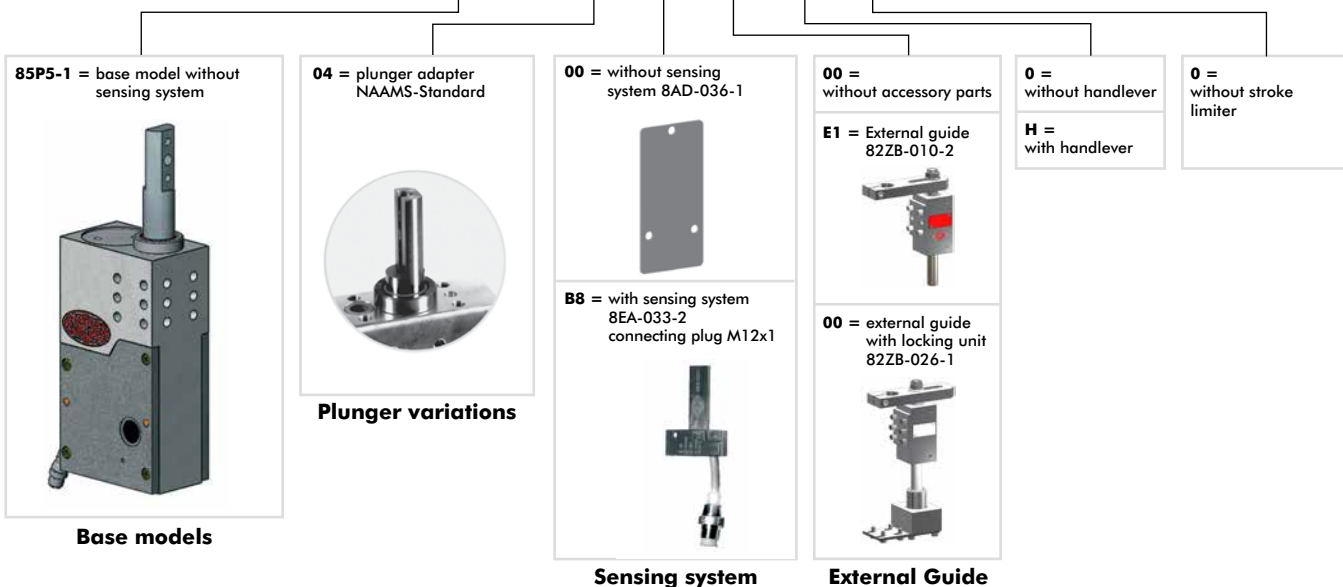 85P5-1 = base model without
sensing system
Base models
04 = plunger adapter
NAAMS-Standard
Plunger variations
00 = without sensing
system 8AD-036-1
B8 = with sensing system
8EA-033-2
connecting plug M12x1
Sensing system
00 =
without accessory parts
E1 = External guide
82ZB-010-2
00 = external guide
with locking unit
82ZB-026-1
External Guide
0 =
without handlever
H =
with handlever
0 =
without stroke
limiter